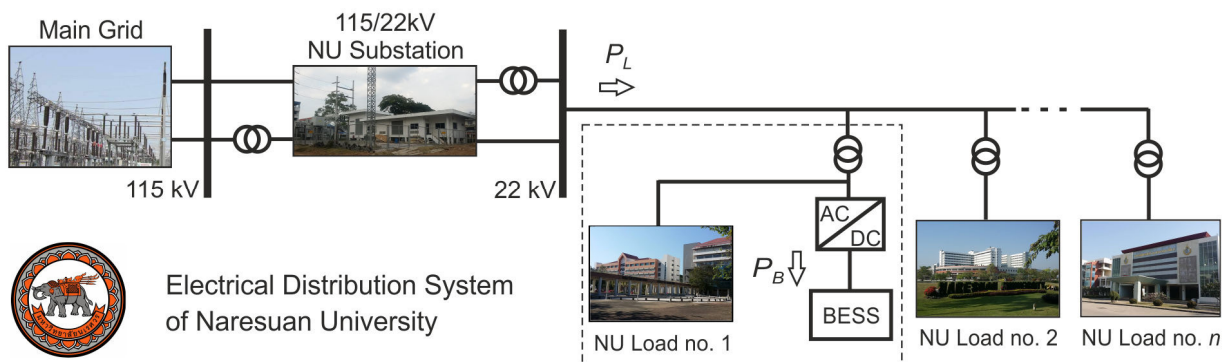 Main Grid
115/22kV
NU Substation
P_L
115 kV
22 kV
AC
DC
P_B
BESS
NU Load no. 1
NU Load no. 2
NU Load no. n
Electrical Distribution System
of Naresuan University